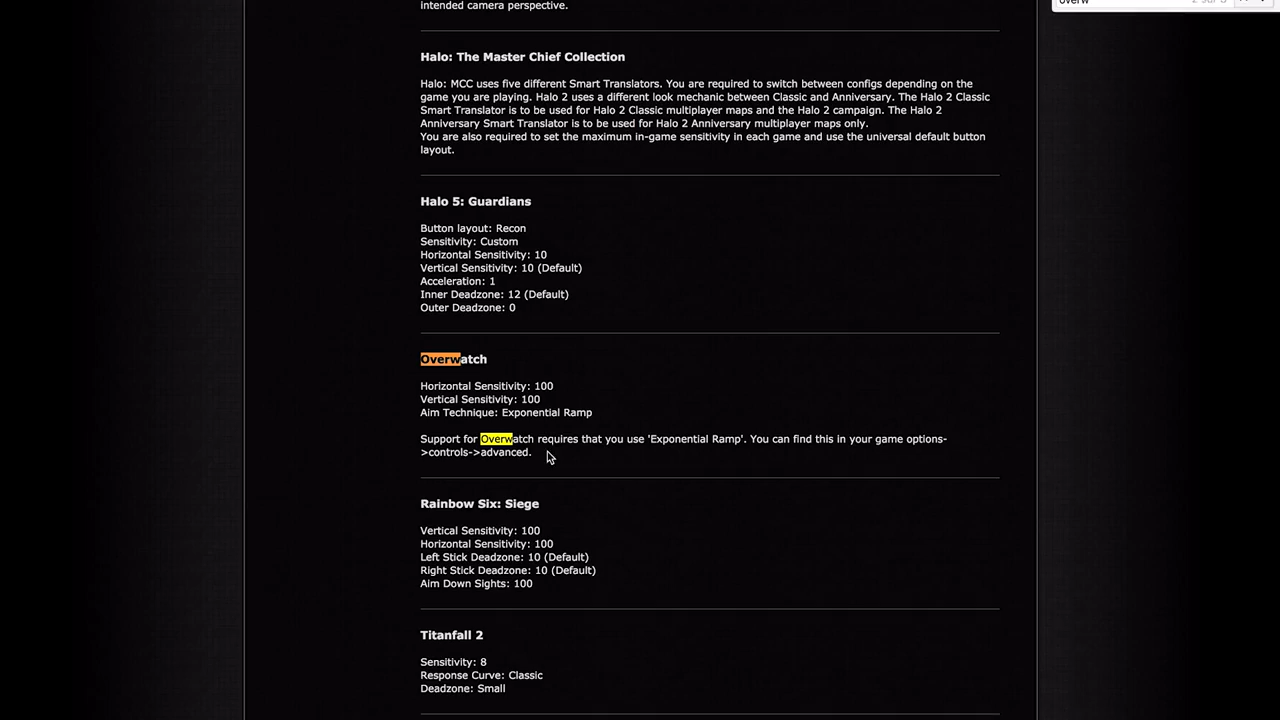 overw
intended camera perspective.
Halo: The Master Chief Collection
Halo: MCC uses five different Smart Translators. You are required to switch between configs depending on the
game you are playing. Halo 2 uses a different look mechanic between Classic and Anniversary. The Halo 2 Classic
Smart Translator is to be used for Halo 2 Classic multiplayer maps and the Halo 2 campaign. The Halo 2
Anniversary Smart Translator is to be used for Halo 2 Anniversary multiplayer maps only.
You are also required to set the maximum in-game sensitivity in each game and use the universal default button
layout.
Halo 5: Guardians
Button layout: Recon
Sensitivity: Custom
Horizontal Sensitivity: 10
Vertical Sensitivity: 10 (Default)
Acceleration: 1
Inner Deadzone: 12 (Default)
Outer Deadzone: 0
Overwatch
Horizontal Sensitivity: 100
Vertical Sensitivity: 100
Aim Technique: Exponential Ramp
Support for Overwatch requires that you use 'Exponential Ramp'. You can find this in your game options-
>controls->advanced.
Rainbow Six: Siege
Vertical Sensitivity: 100
Horizontal Sensitivity: 100
Left Stick Deadzone: 10 (Default)
Right Stick Deadzone: 10 (Default)
Aim Down Sights: 100
Titanfall 2
Sensitivity: 8
Response Curve: Classic
Deadzone: Small